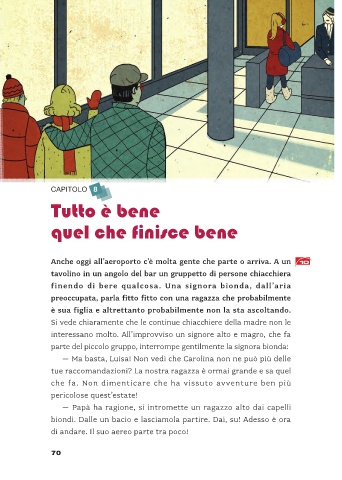 CAPITOLO 8
Tutto è bene
quel che finisce bene
Anche oggi all'aeroporto c'è molta gente che parte o arriva. A un
10
tavolino in un angolo del bar un gruppetto di persone chiacchiera
finendo di bere qualcosa. Una signora bionda, dall'aria
preoccupata, parla fitto fitto con una ragazza che probabilmente
è sua figlia e altrettanto probabilmente non la sta ascoltando.
Si vede chiaramente che le continue chiacchiere della madre non le
interessano molto. All'improvviso un signore alto e magro, che fa
parte del piccolo gruppo, interrompe gentilmente la signora bionda:
— Ma basta, Luisa! Non vedi che Carolina non ne può più delle
tue raccomandazioni? La nostra ragazza è ormai grande e sa quel
che fa. Non dimenticare che ha vissuto avventure ben più
pericolose quest'estate!
— Papà ha ragione, si intromette un ragazzo alto dai capelli
biondi. Dalle un bacio e lasciamola partire. Dai, su! Adesso è ora
di andare. Il suo aereo parte tra poco!
70